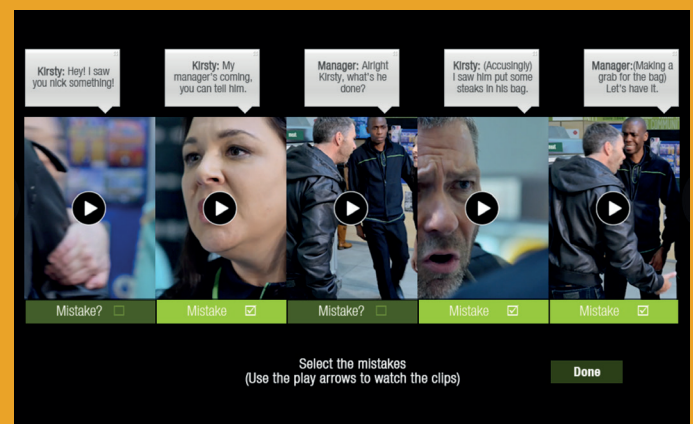 Kirsty: Hey! I saw
you nick something!
Kirsty: My
manager's coming,
you can tell him.
Manager: Alright
Kirsty, what's he
done?
Kirsty: (Accusingly)
I saw him put some
steaks in his bag.
Manager:(Making a
grab for the bag)
Let's have it.
Mistake?
Mistake
Mistake?
Mistake
Mistake
Select the mistakes
(Use the play arrows to watch the clips)
Done